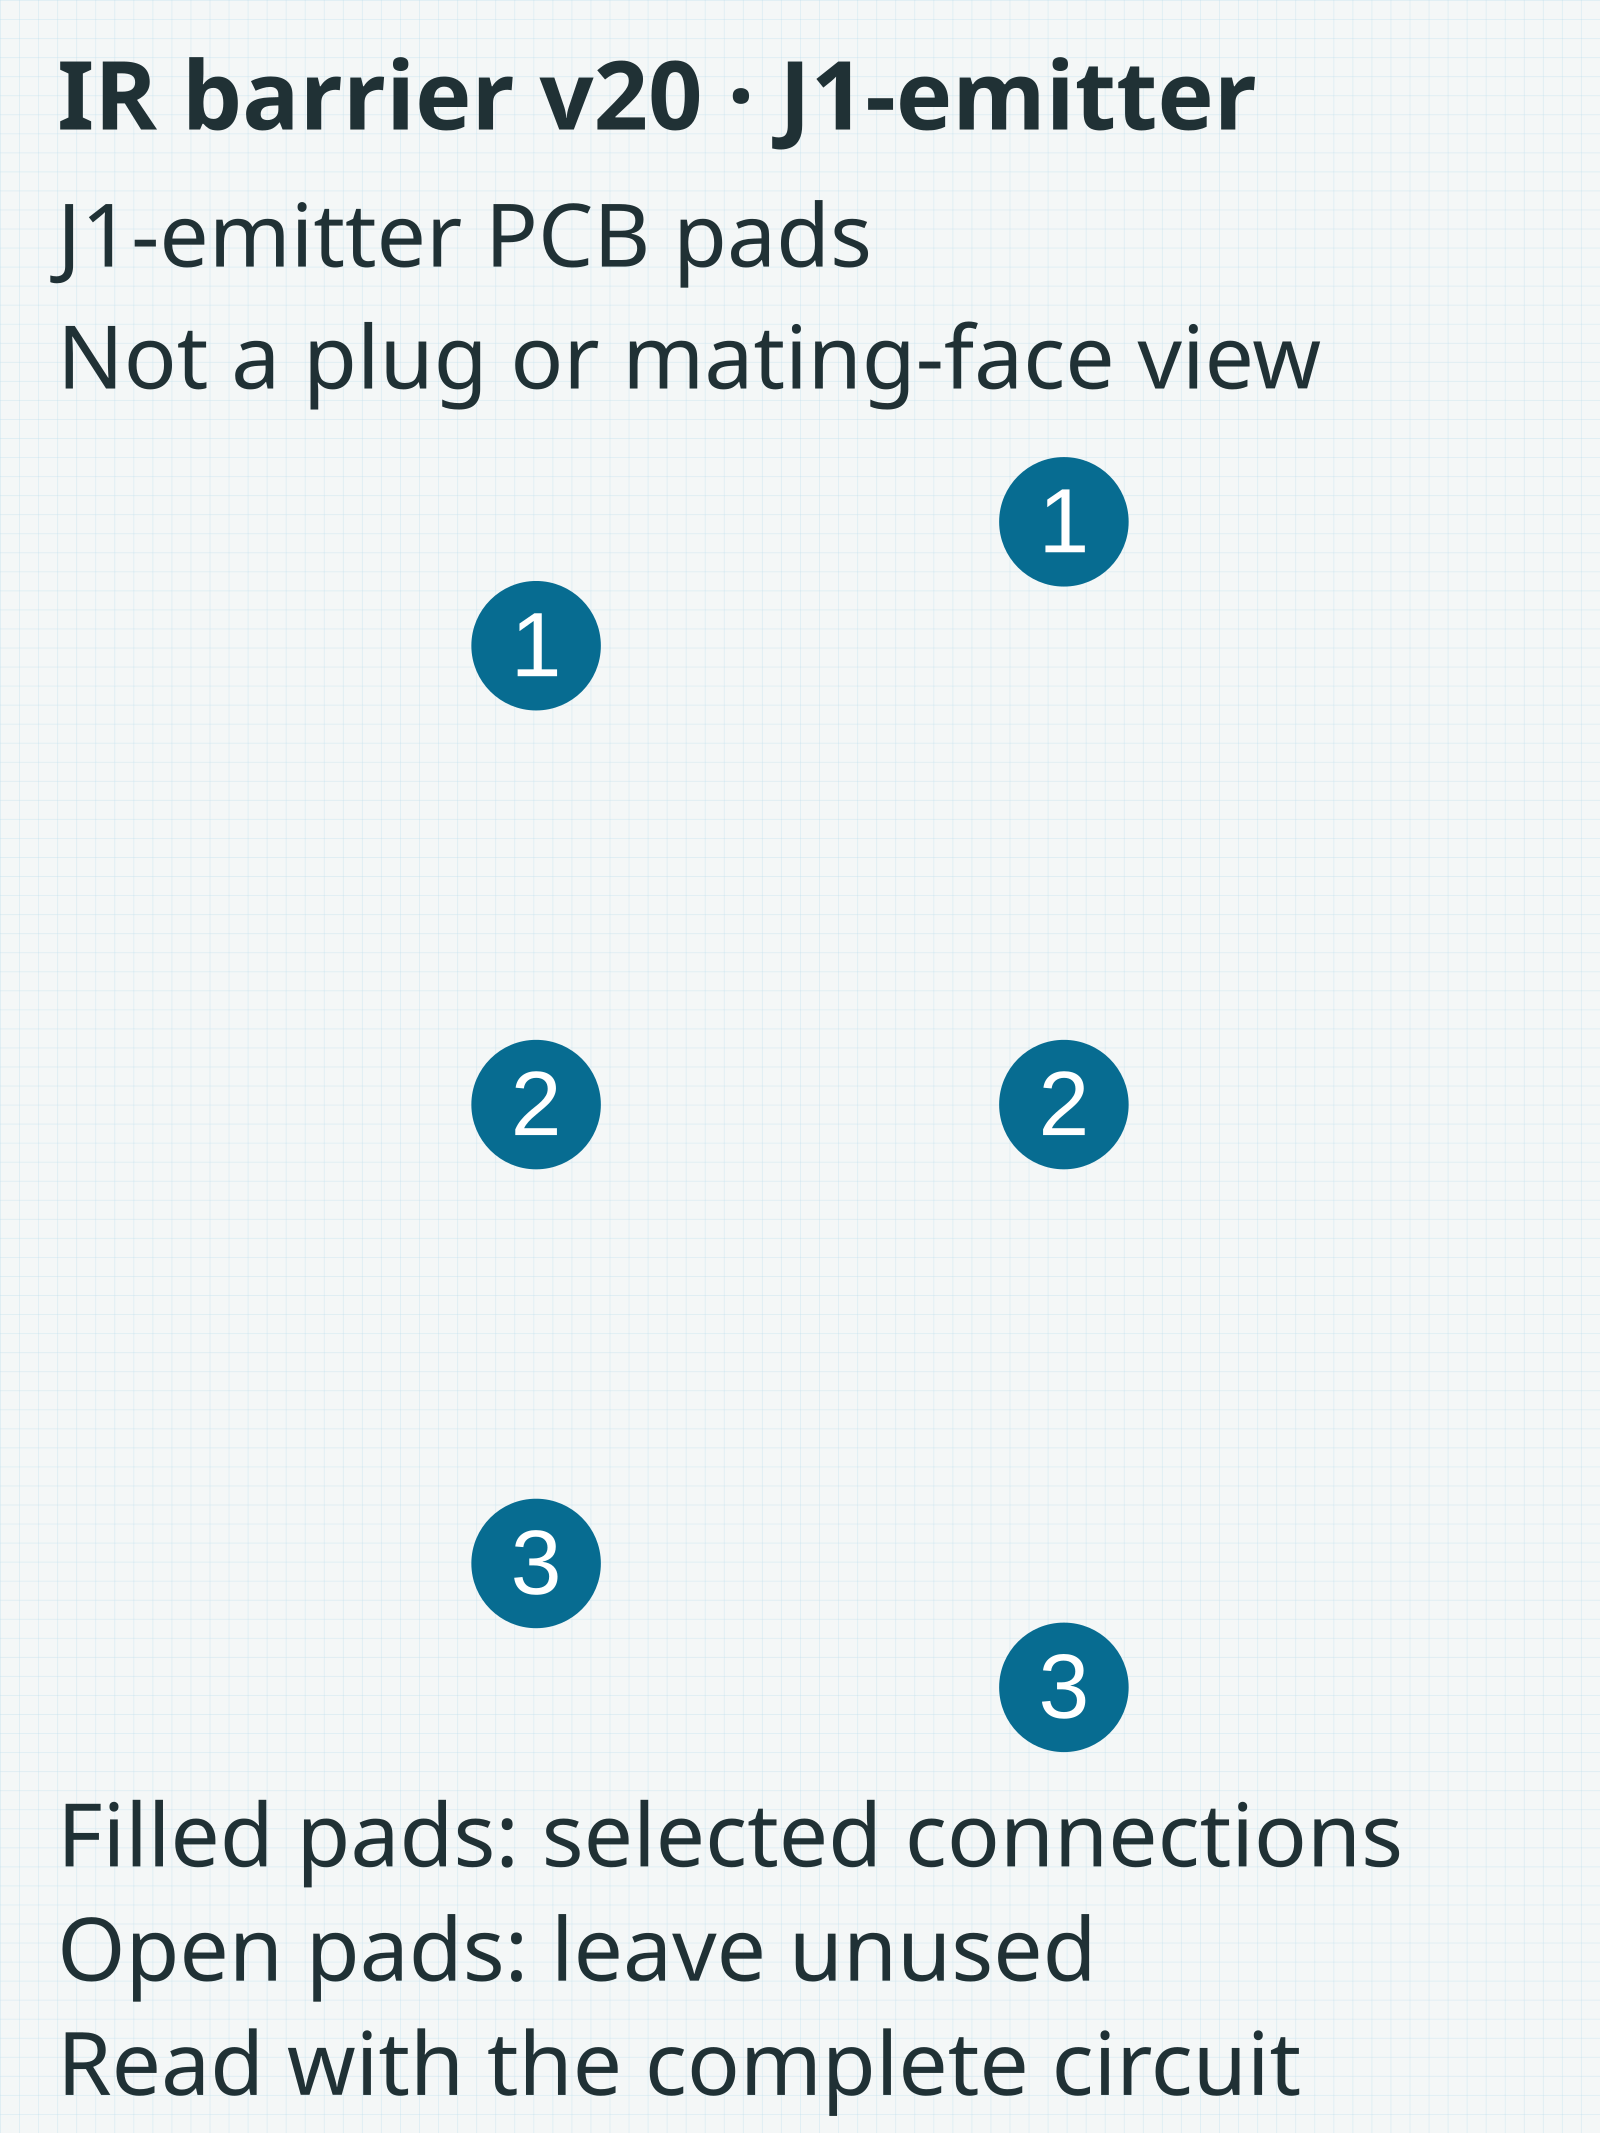 IR barrier v20 · J1-emitter
J1-emitter PCB pads
Not a plug or mating-face view
1
1
2 2
3
3
Filled pads: selected connections
Open pads: leave unused
Read with the complete circuit